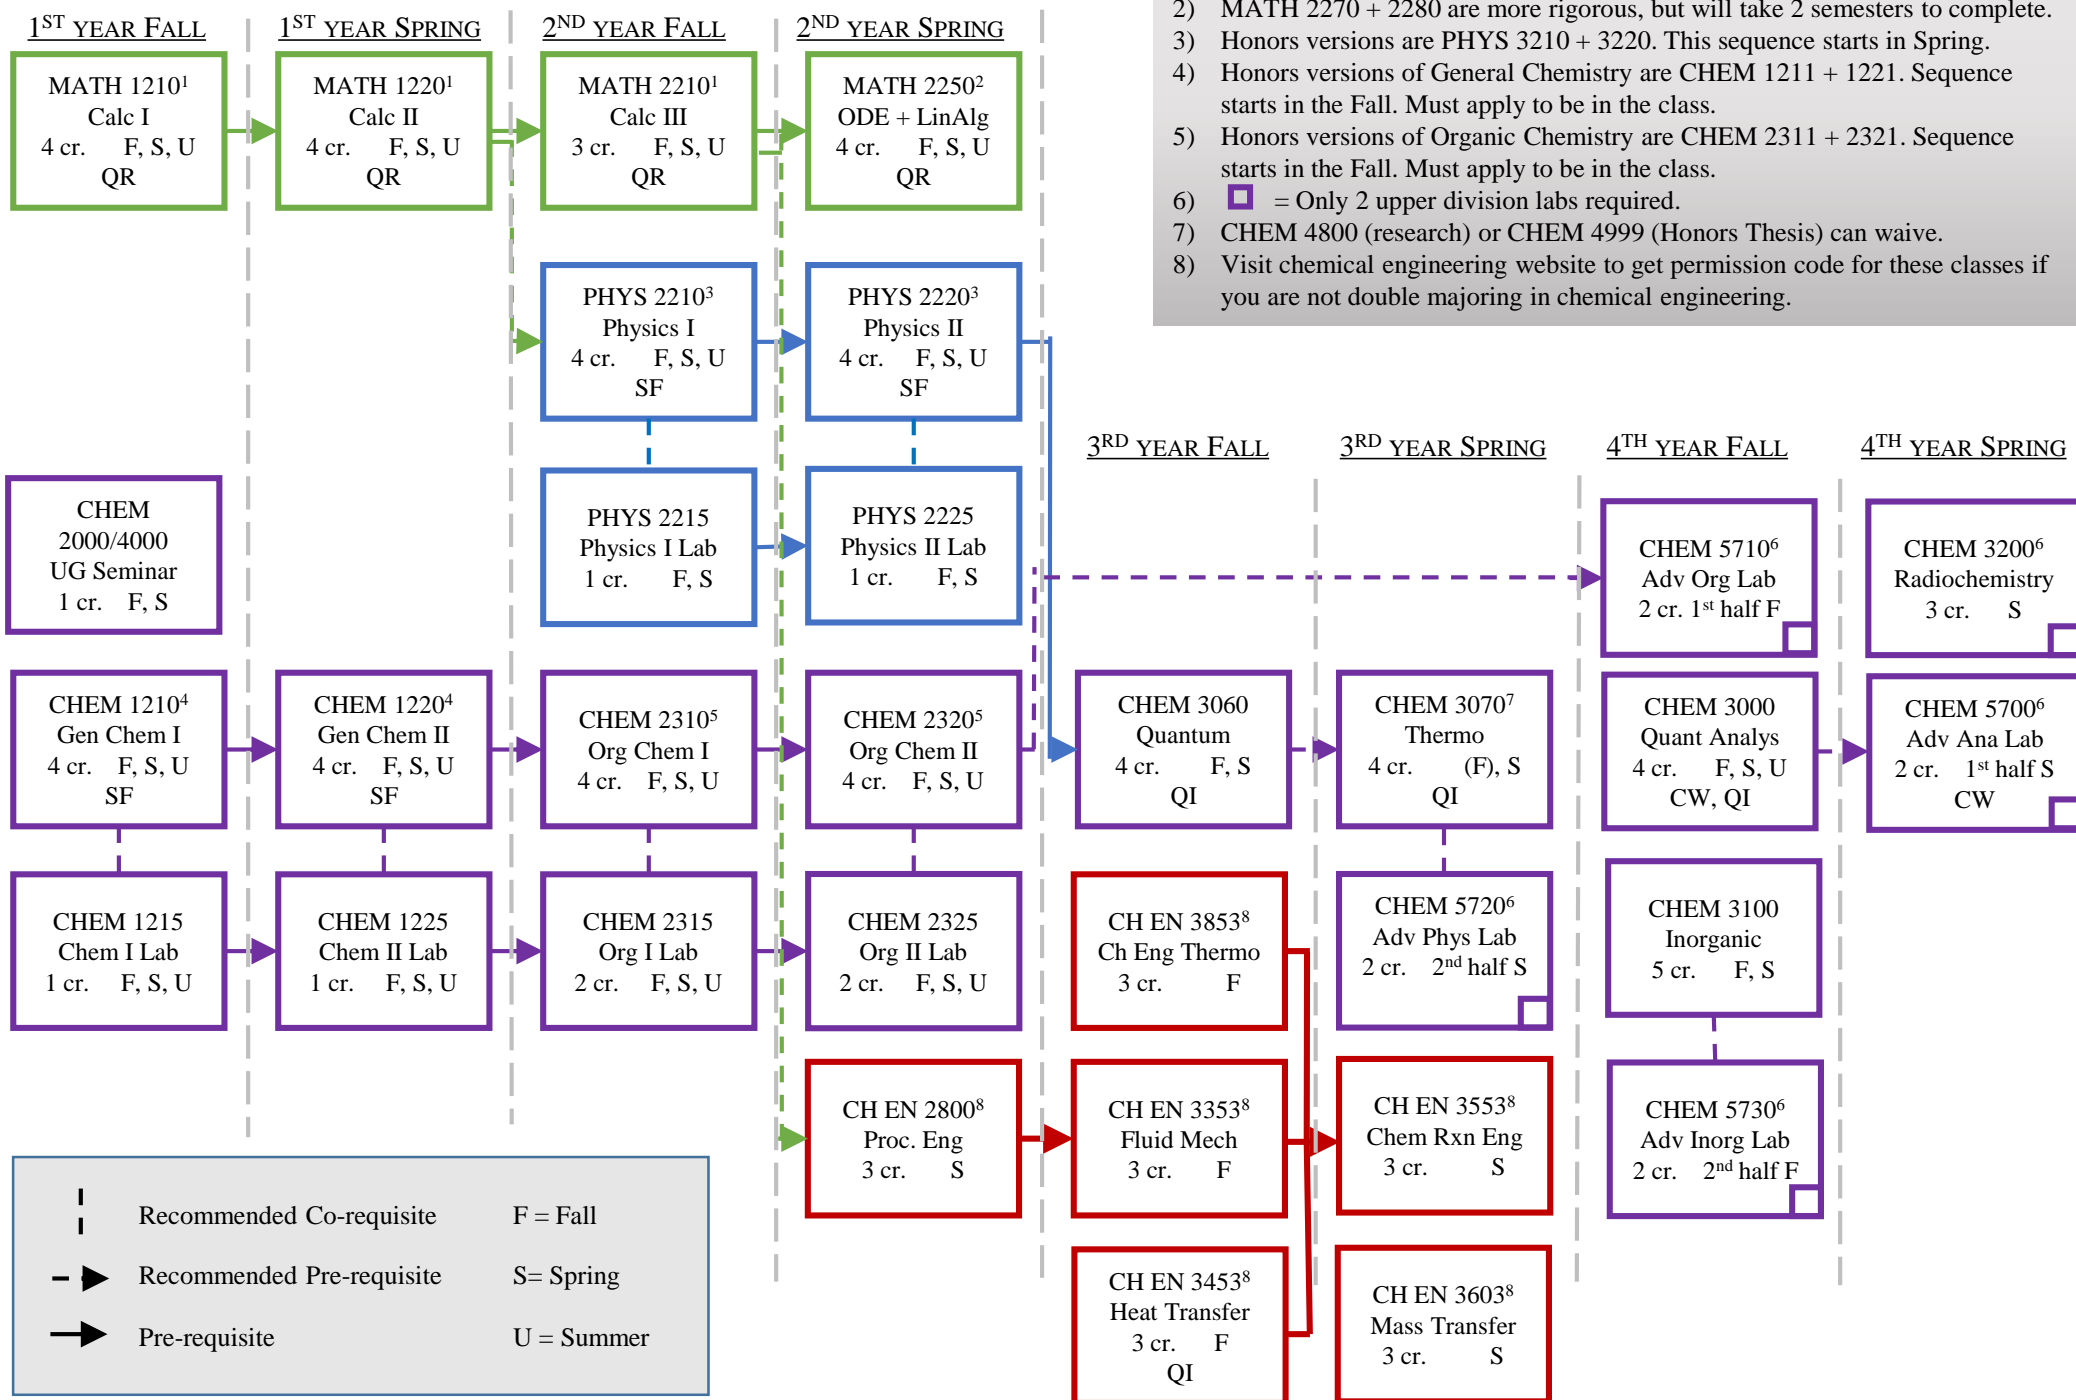 2) MATH 2270 + 2280 are more rigorous, but will take 2 semesters to complete.
3) Honors versions are PHYS 3210 + 3220. This sequence starts in Spring.
4) Honors versions of General Chemistry are CHEM 1211 + 1221. Sequence
starts in the Fall. Must apply to be in the class.
5) Honors versions of Organic Chemistry are CHEM 2311 + 2321. Sequence
starts in the Fall. Must apply to be in the class.
6) = Only 2 upper division labs required.
7) CHEM 4800 (research) or CHEM 4999 (Honors Thesis) can waive.
8) Visit chemical engineering website to get permission code for these classes if
you are not double majoring in chemical engineering.
1ST YEAR FALL
1ST YEAR SPRING
2ND YEAR FALL
2ND YEAR SPRING
MATH 1210¹
Calc I
4 cr. F, S, U
QR
MATH 1220¹
Calc II
4 cr. F, S, U
QR
MATH 2210¹
Calc III
3 cr. F, S, U
QR
MATH 2250²
ODE + LinAlg
4 cr. F, S, U
QR
PHYS 2210³
Physics I
4 cr. F, S, U
SF
PHYS 2220³
Physics II
4 cr. F, S, U
SF
3RD YEAR FALL
3RD YEAR SPRING
4TH YEAR FALL
4TH YEAR SPRING
CHEM
2000/4000
UG Seminar
1 cr. F, S
PHYS 2215
Physics I Lab
1 cr. F, S
PHYS 2225
Physics II Lab
1 cr. F, S
CHEM 5710⁶
Adv Org Lab
2 cr. 1st half F
CHEM 3200⁶
Radiochemistry
3 cr. S
CHEM 1210⁴
Gen Chem I
4 cr. F, S, U
SF
CHEM 1220⁴
Gen Chem II
4 cr. F, S, U
SF
CHEM 2310⁵
Org Chem I
4 cr. F, S, U
CHEM 2320⁵
Org Chem II
4 cr. F, S, U
CHEM 3060
Quantum
4 cr. F, S
QI
CHEM 3070⁷
Thermo
4 cr. (F), S
QI
CHEM 3000
Quant Analys
4 cr. F, S, U
CW, QI
CHEM 5700⁶
Adv Ana Lab
2 cr. 1st half S
CW
CHEM 1215
Chem I Lab
1 cr. F, S, U
CHEM 1225
Chem II Lab
1 cr. F, S, U
CHEM 2315
Org I Lab
2 cr. F, S, U
CHEM 2325
Org II Lab
2 cr. F, S, U
CH EN 3853⁸
Ch Eng Thermo
3 cr. F
CHEM 5720⁶
Adv Phys Lab
2 cr. 2nd half S
CHEM 3100
Inorganic
5 cr. F, S
CH EN 2800⁸
Proc. Eng
3 cr. S
CH EN 3353⁸
Fluid Mech
3 cr. F
CH EN 3553⁸
Chem Rxn Eng
3 cr. S
CHEM 5730⁶
Adv Inorg Lab
2 cr. 2nd half F
CH EN 3453⁸
Heat Transfer
3 cr. F
QI
CH EN 3603⁸
Mass Transfer
3 cr. S
Recommended Co-requisite F = Fall
Recommended Pre-requisite S= Spring
Pre-requisite U = Summer